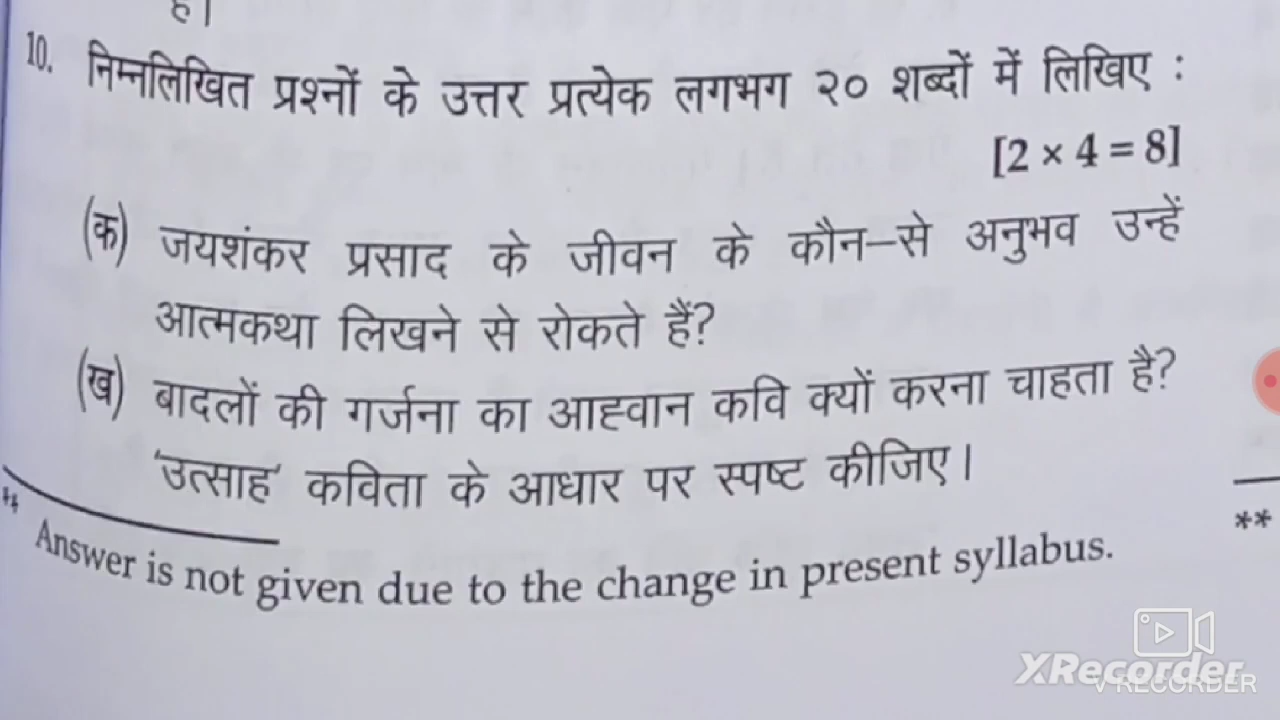 है।
10. निम्नलिखित प्रश्नों के उत्तर प्रत्येक लगभग २० शब्दों में लिखिए :
[2 × 4 = 8]
(क) जयशंकर प्रसाद के जीवन के कौन–से अनुभव उन्हें
आत्मकथा लिखने से रोकते हैं?
(ख) बादलों की गर्जना का आह्वान कवि क्यों करना चाहता है?
'उत्साह' कविता के आधार पर स्पष्ट कीजिए।
**
** Answer is not given due to the change in present syllabus.
XRecorder
V RECORDER